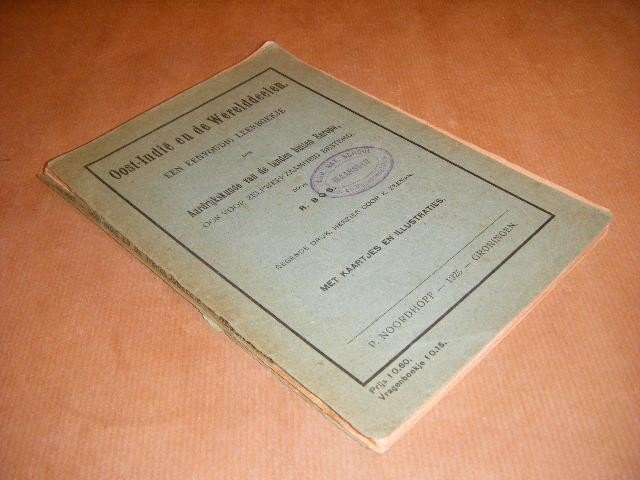 Oost-Indië en de Werelddeelen.
EEN EENVOUDIG LEERBOEKJE
DER
Aardrijkskunde van de landen buiten Europa,
OOK VOOR ZELFWERKZAAMHEID BESTEMD.
DOOR
R. BOS.
DRUK, HERZIEN DOOR K. ZEEMAN.
MET KAARTJES EN ILLUSTRATIES.
P. NOORDHOFF — 1925 — GRONINGEN
Prijs f 0.60.
Vragenboekje f 0.15.
MAARSSEN